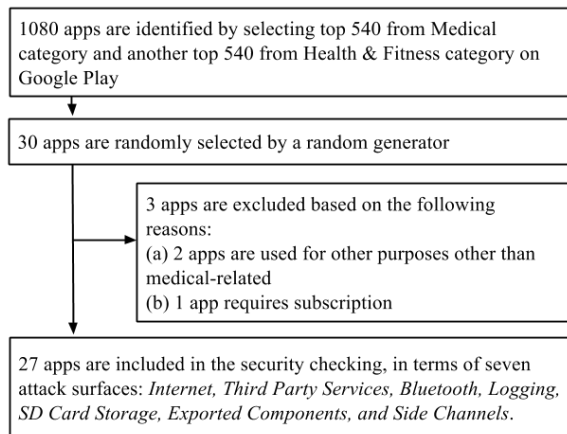 1080 apps are identified by selecting top 540 from Medical
category and another top 540 from Health & Fitness category on
Google Play
30 apps are randomly selected by a random generator
3 apps are excluded based on the following
reasons:
(a) 2 apps are used for other purposes other than
medical-related
(b) 1 app requires subscription
27 apps are included in the security checking, in terms of seven
attack surfaces: Internet, Third Party Services, Bluetooth, Logging,
SD Card Storage, Exported Components, and Side Channels.